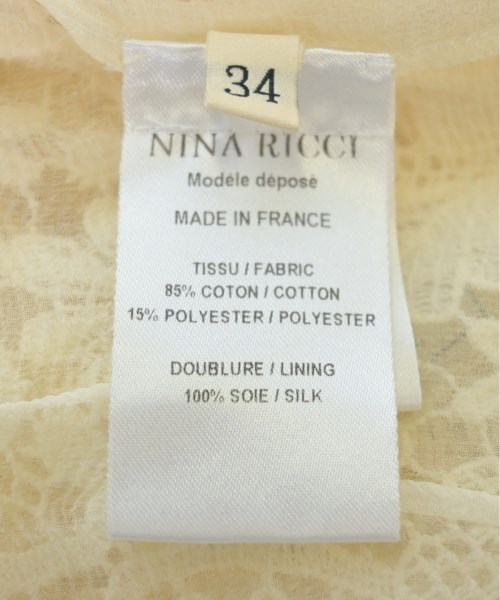 34
NINA RICCI
Modèle déposé
MADE IN FRANCE
TISSU / FABRIC
85% COTON / COTTON
15% POLYESTER / POLYESTER
DOUBLURE / LINING
100% SOIE / SILK